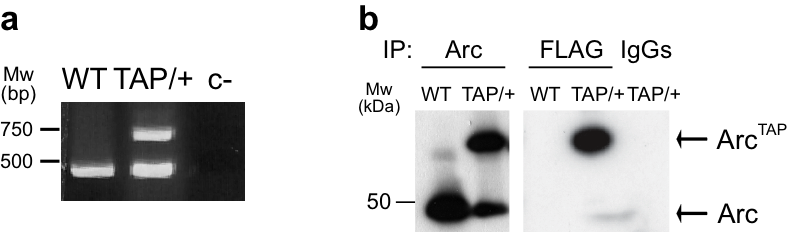 a
Mw
(bp)
WT TAP/+ c-
750
500
b
IP: Arc FLAG IgGs
Mw
(kDa)
WT TAP/+ WT TAP/+ TAP/+
ArcTAP
50
Arc